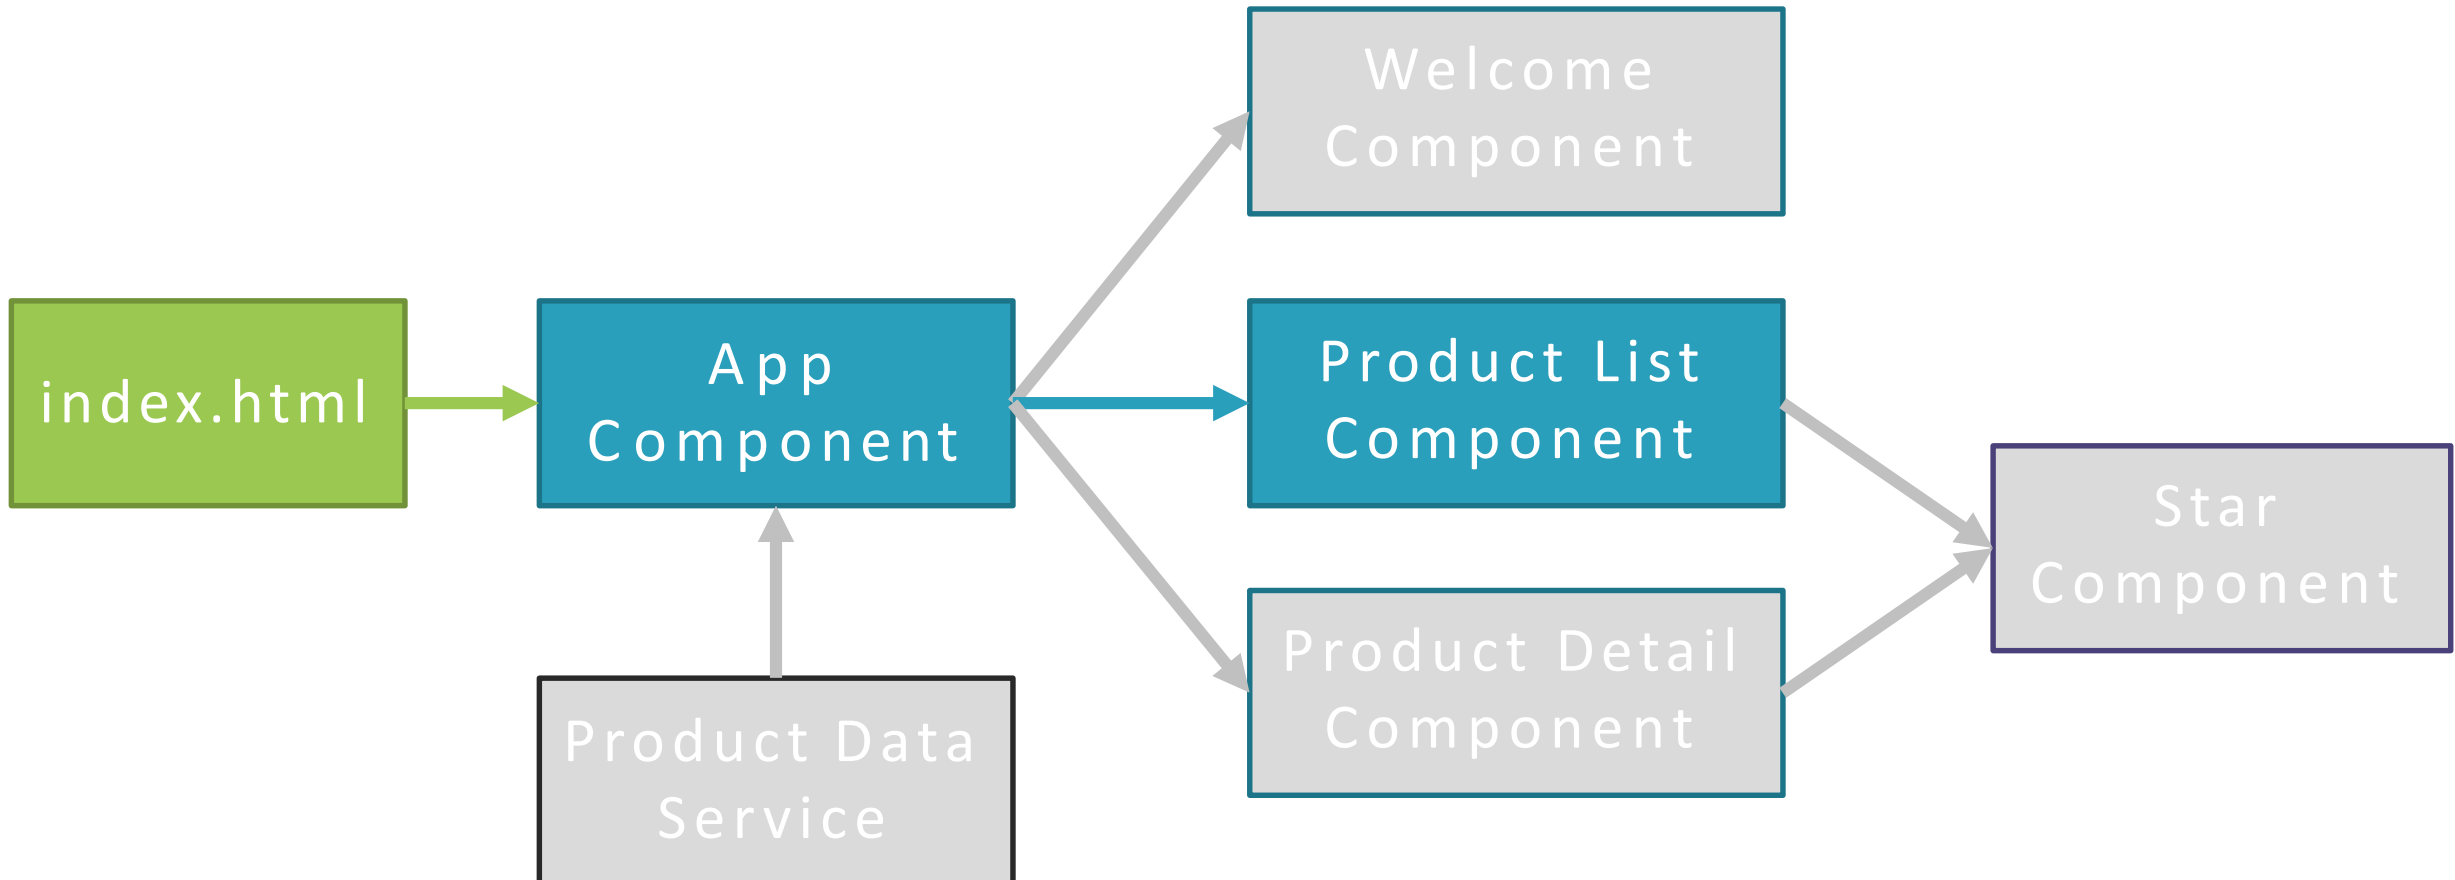 index.html
App
Component
Product Data
Service
Welcome
Component
Product List
Component
Product Detail
Component
Star
Component